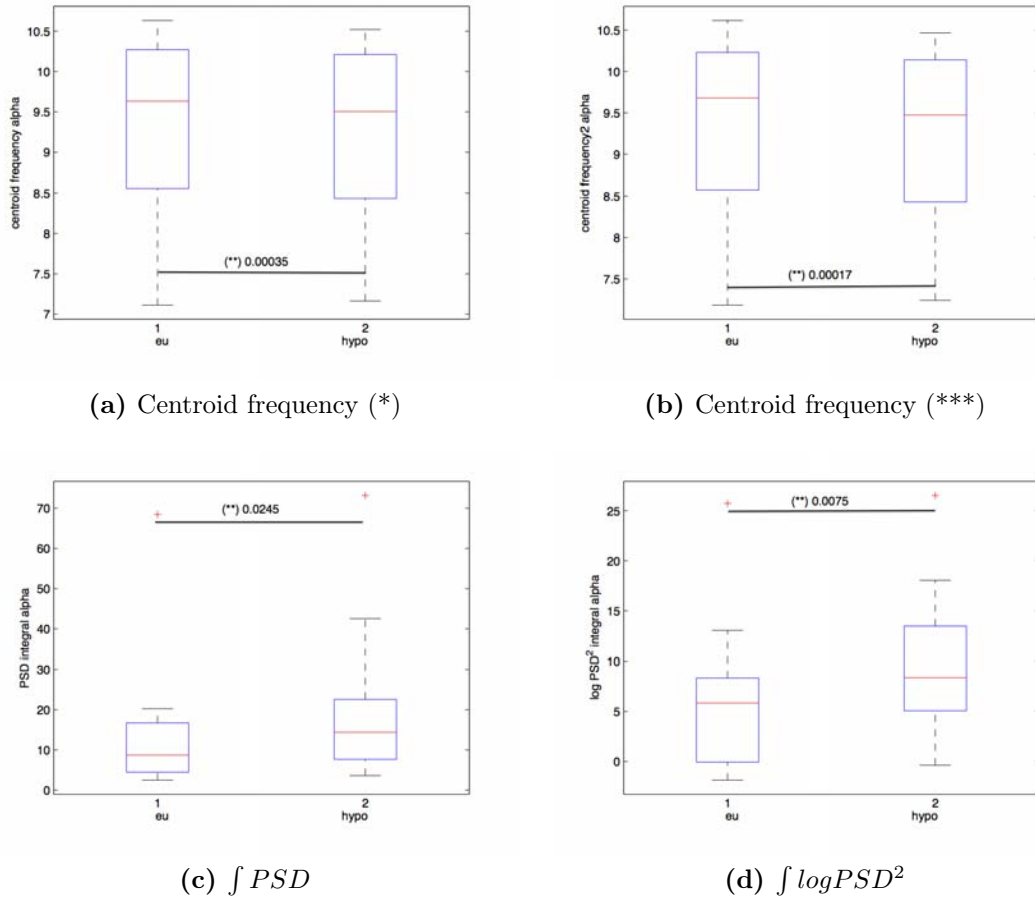 10.5
10
9.5
9
8.5
8
7.5
7
centroid frequency alpha
(**) 0.00035
1
2
eu
hypo
(a) Centroid frequency (*)
10.5
10
9.5
9
8.5
8
7.5
centroid frequency2 alpha
(**) 0.00017
1
2
eu
hypo
(b) Centroid frequency (***)
70
60
50
40
30
20
10
0
PSD integral alpha
(**) 0.0245
1
2
eu
hypo
(c) ∫ PSD
25
20
15
10
5
0
log PSD² integral alpha
(**) 0.0075
1
2
eu
hypo
(d) ∫ logPSD²